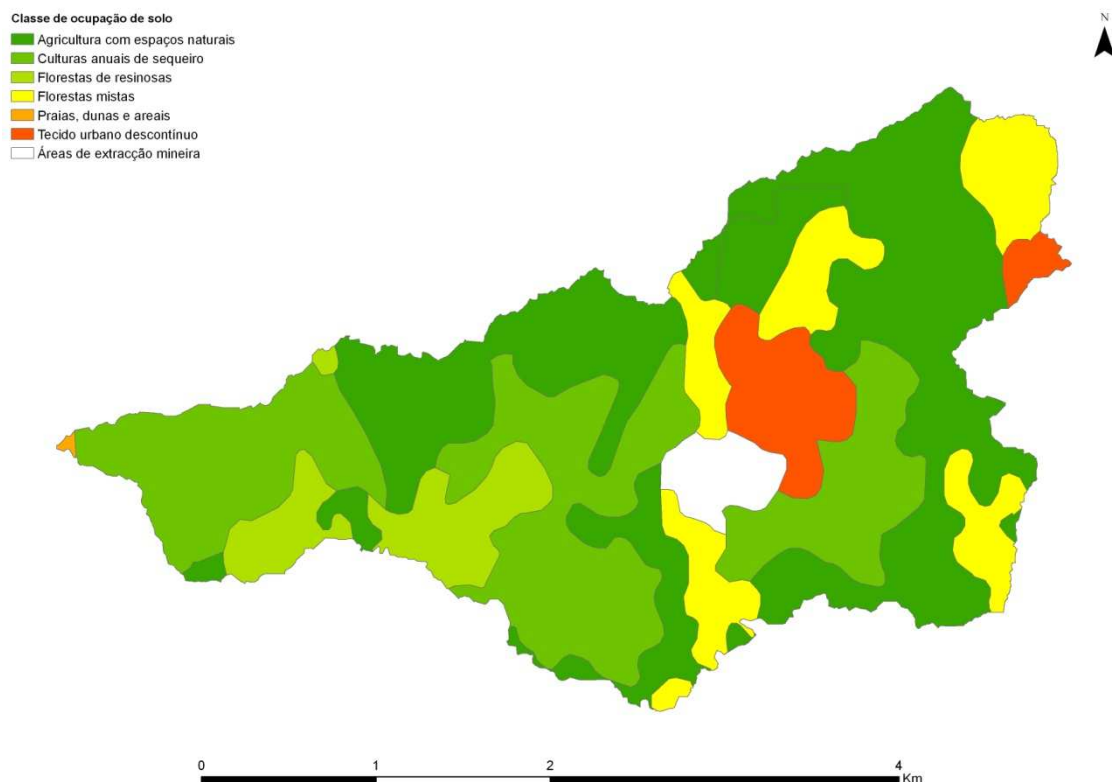 Classe de ocupação de solo
Agricultura com espaços naturais
Culturas anuais de sequeiro
Florestas de resinosas
Florestas mistas
Praias, dunas e areais
Tecido urbano descontínuo
Áreas de extracção mineira
N
0 1 2 4
Km